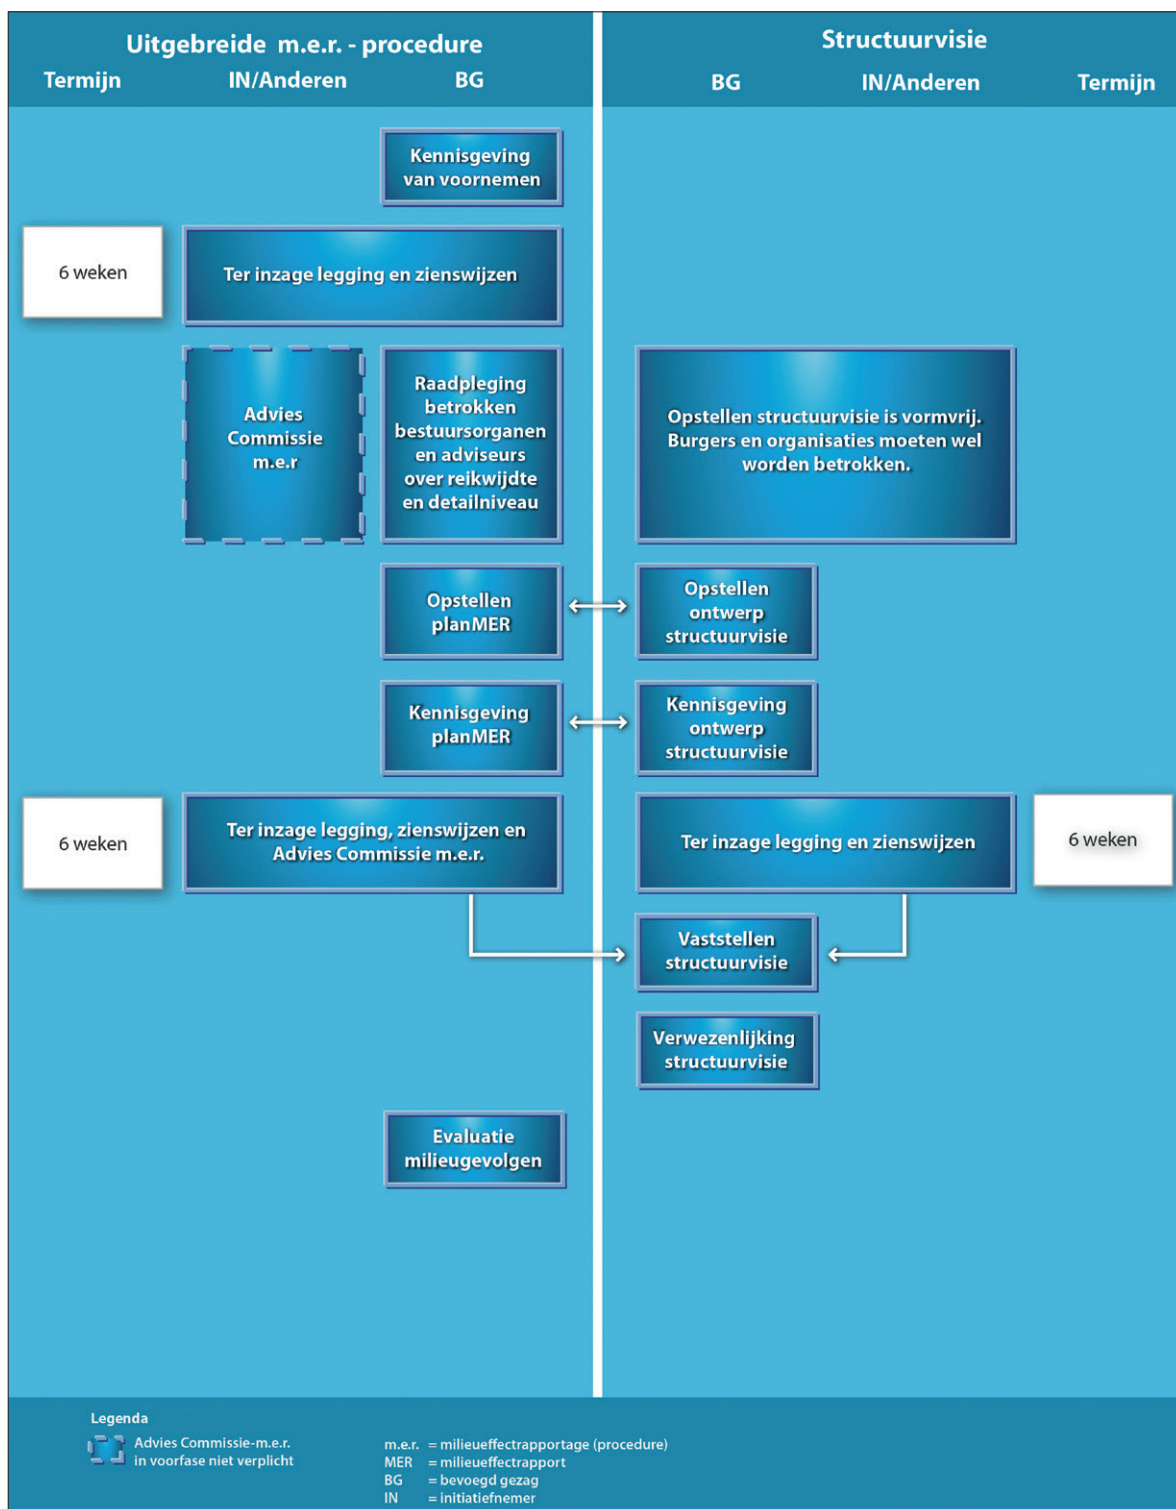 Uitgebreide m.e.r. - procedure
Structuurvisie
Termijn
IN/Anderen
BG
BG
IN/Anderen
Termijn
Kennisgeving
van voornemen
6 weken
Ter inzage legging en zienswijzen
Advies
Commissie
m.e.r
Raadpleging
betrokken
bestuursorganen
en adviseurs
over reikwijdte
en detailniveau
Opstellen structuurvisie is vormvrij.
Burgers en organisaties moeten wel
worden betrokken.
Opstellen
planMER
Opstellen
ontwerp
structuurvisie
Kennisgeving
planMER
Kennisgeving
ontwerp
structuurvisie
6 weken
Ter inzage legging, zienswijzen en
Advies Commissie m.e.r.
Ter inzage legging en zienswijzen
6 weken
Vaststellen
structuurvisie
Verwezenlijking
structuurvisie
Evaluatie
milieugevolgen
Legenda
Advies Commissie-m.e.r.
in voorfase niet verplicht
m.e.r. = milieueffectrapportage (procedure)
MER = milieueffectrapport
BG = bevoegd gezag
IN = initiatiefnemer